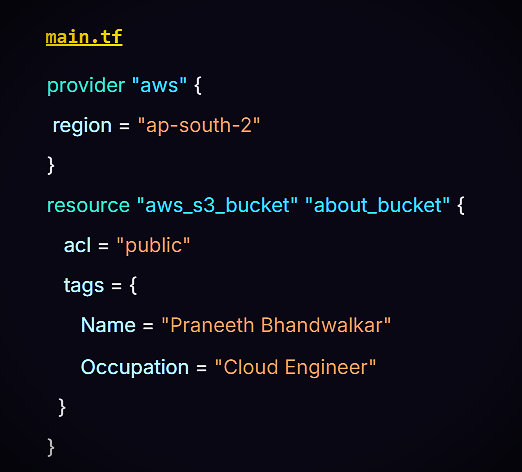 main.tf
provider "aws" {
region = "ap-south-2"
}
resource "aws_s3_bucket" "about_bucket" {
acl = "public"
tags = {
Name = "Praneeth Bhandwalkar"
Occupation = "Cloud Engineer"
}
}